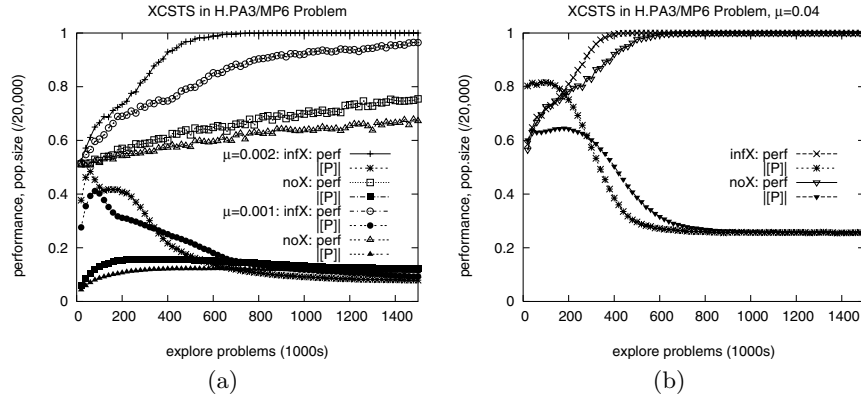 XCSTS in H.PA3/MP6 Problem
performance, pop.size (/20,000)
1
0.8
0.6
0.4
0.2
0
μ=0.002: infX: perf
|[P]|
noX: perf
|[P]|
μ=0.001: infX: perf
|[P]|
noX: perf
|[P]|
0 200 400 600 800 1000 1200 1400
explore problems (1000s)
(a)
XCSTS in H.PA3/MP6 Problem, μ=0.04
performance, pop.size (/20,000)
1
0.8
0.6
0.4
0.2
0
infX: perf
|[P]|
noX: perf
|[P]|
0 200 400 600 800 1000 1200 1400
explore problems (1000s)
(b)